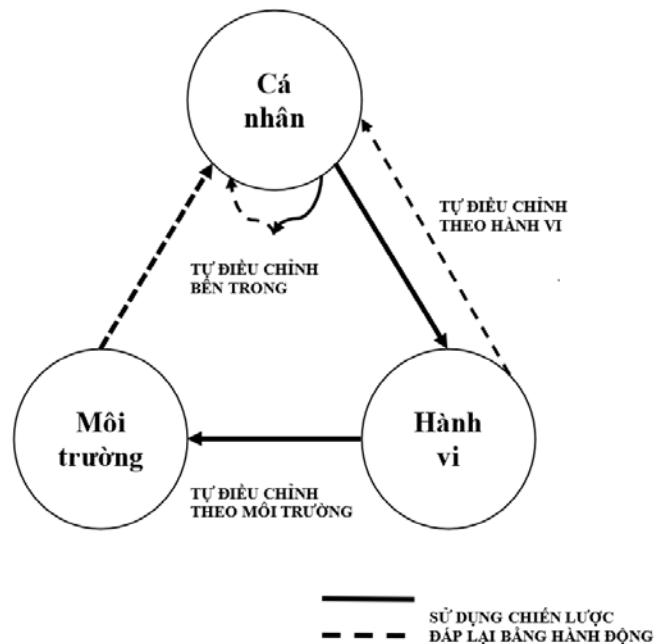 Cá
nhân
TỰ ĐIỀU CHỈNH
THEO HÀNH VI
TỰ ĐIỀU CHỈNH
BÊN TRONG
Môi
trường
Hành
vi
TỰ ĐIỀU CHỈNH
THEO MÔI TRƯỜNG
SỬ DỤNG CHIẾN LƯỢC
ĐÁP LẠI BẰNG HÀNH ĐỘNG